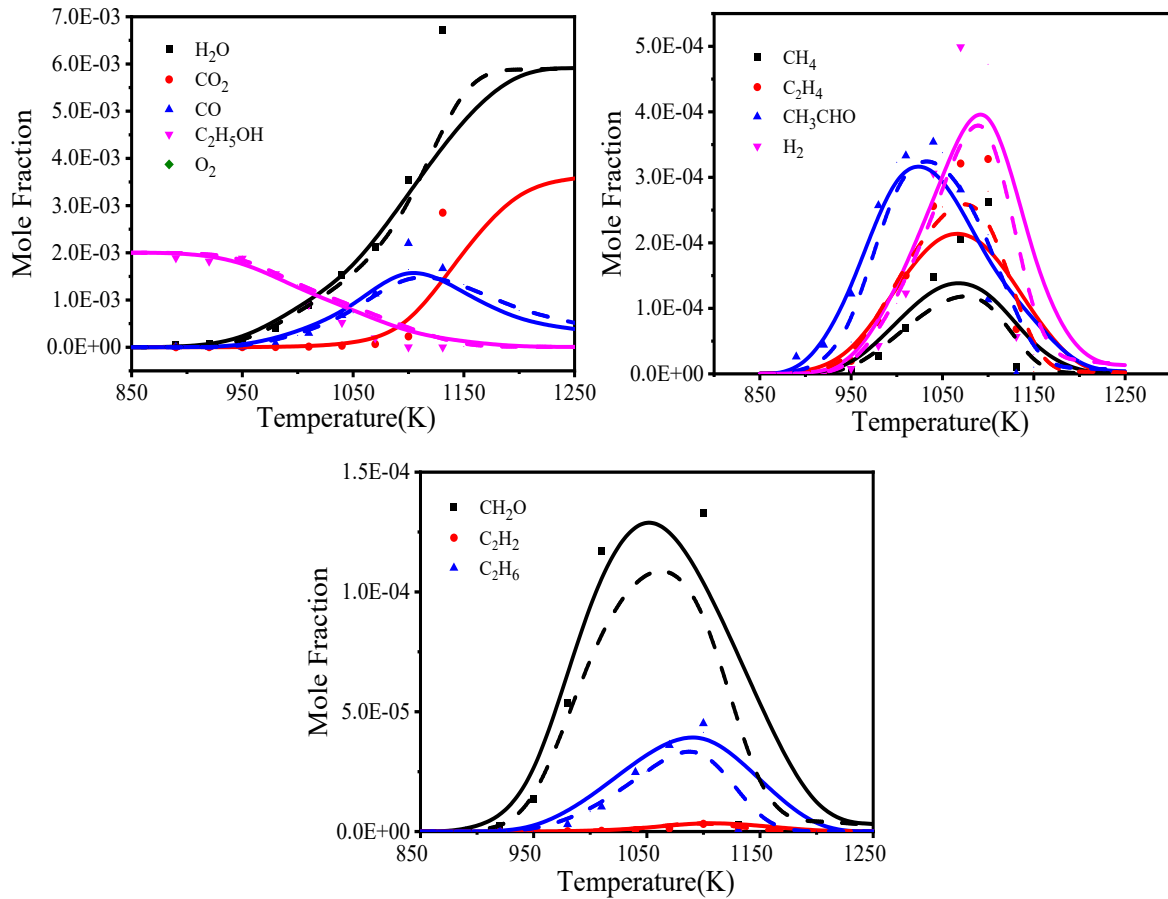 7.0E-03
6.0E-03
5.0E-03
4.0E-03
3.0E-03
2.0E-03
1.0E-03
0.0E+00
Mole Fraction
H₂O
CO₂
CO
C₂H₅OH
O₂
850 950 1050 1150 1250
Temperature(K)
5.0E-04
4.0E-04
3.0E-04
2.0E-04
1.0E-04
0.0E+00
Mole Fraction
CH₄
C₂H₄
CH₃CHO
H₂
850 950 1050 1150 1250
Temperature(K)
1.5E-04
1.0E-04
5.0E-05
0.0E+00
Mole Fraction
CH₂O
C₂H₂
C₂H₆
850 950 1050 1150 1250
Temperature(K)